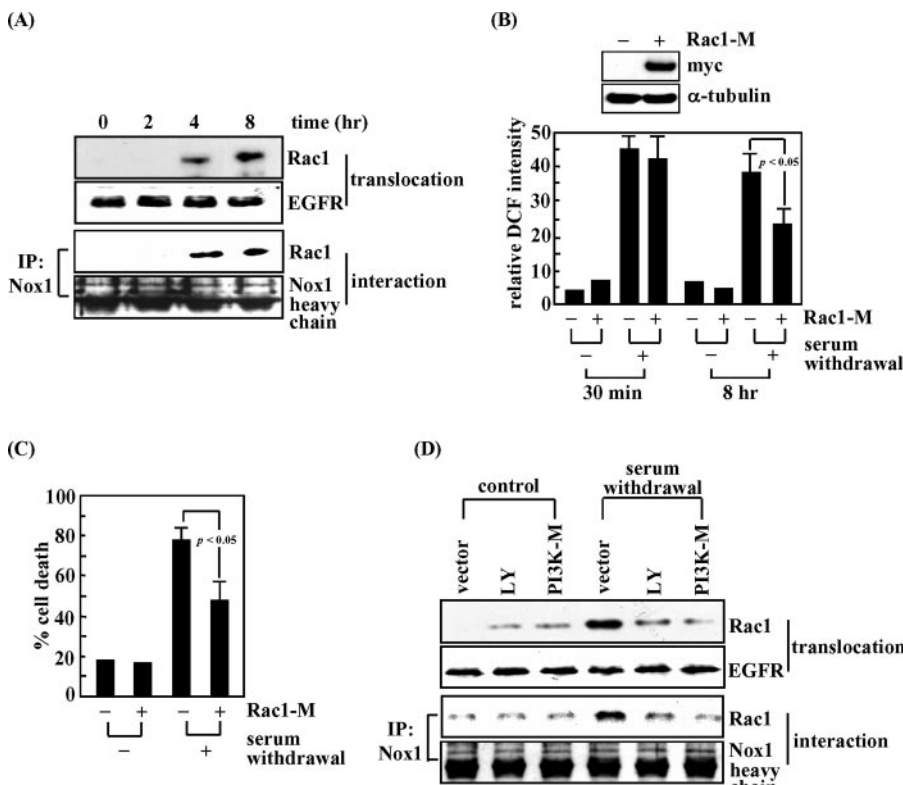 (A)
0 2 4 8 time (hr)
Rac1
translocation
EGFR
IP:
Nox1
Rac1
interaction
Nox1
heavy
chain
(B)
− + Rac1-M
myc
α-tubulin
relative DCF intensity
50
40
30
20
10
5
0
p < 0.05
− + − + − + − + Rac1-M
− + − + serum
withdrawal
30 min 8 hr
(C)
% cell death
100
80
60
40
20
0
p < 0.05
− + − + Rac1-M
− + serum
withdrawal
(D)
control serum
withdrawal
vector LY PI3K-M vector LY PI3K-M
Rac1
translocation
EGFR
IP:
Nox1
Rac1
interaction
Nox1
heavy